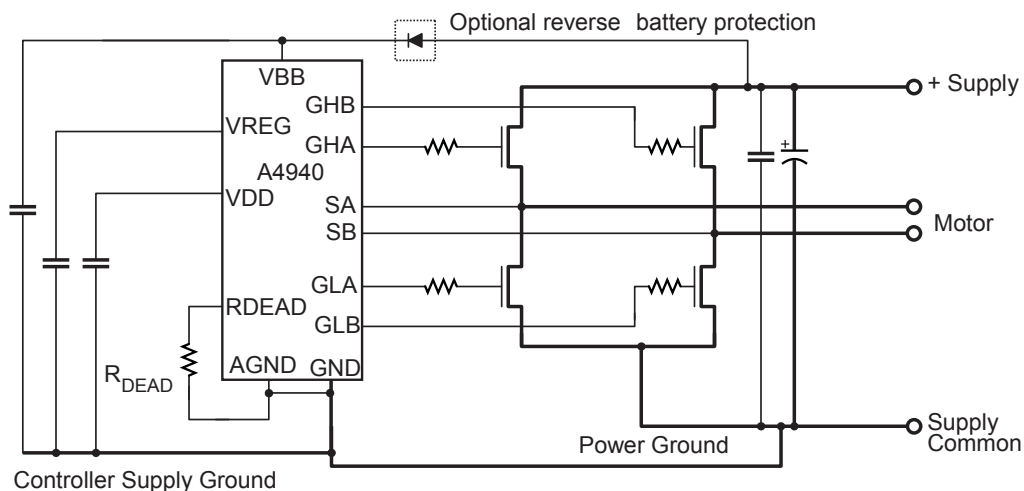 Optional reverse battery protection
VBB
GHB
+ Supply
VREG
GHA
A4940
VDD
SA
SB
Motor
GLA
RDEAD
GLB
AGND GND
RDEAD
Supply
Common
Power Ground
Controller Supply Ground
+